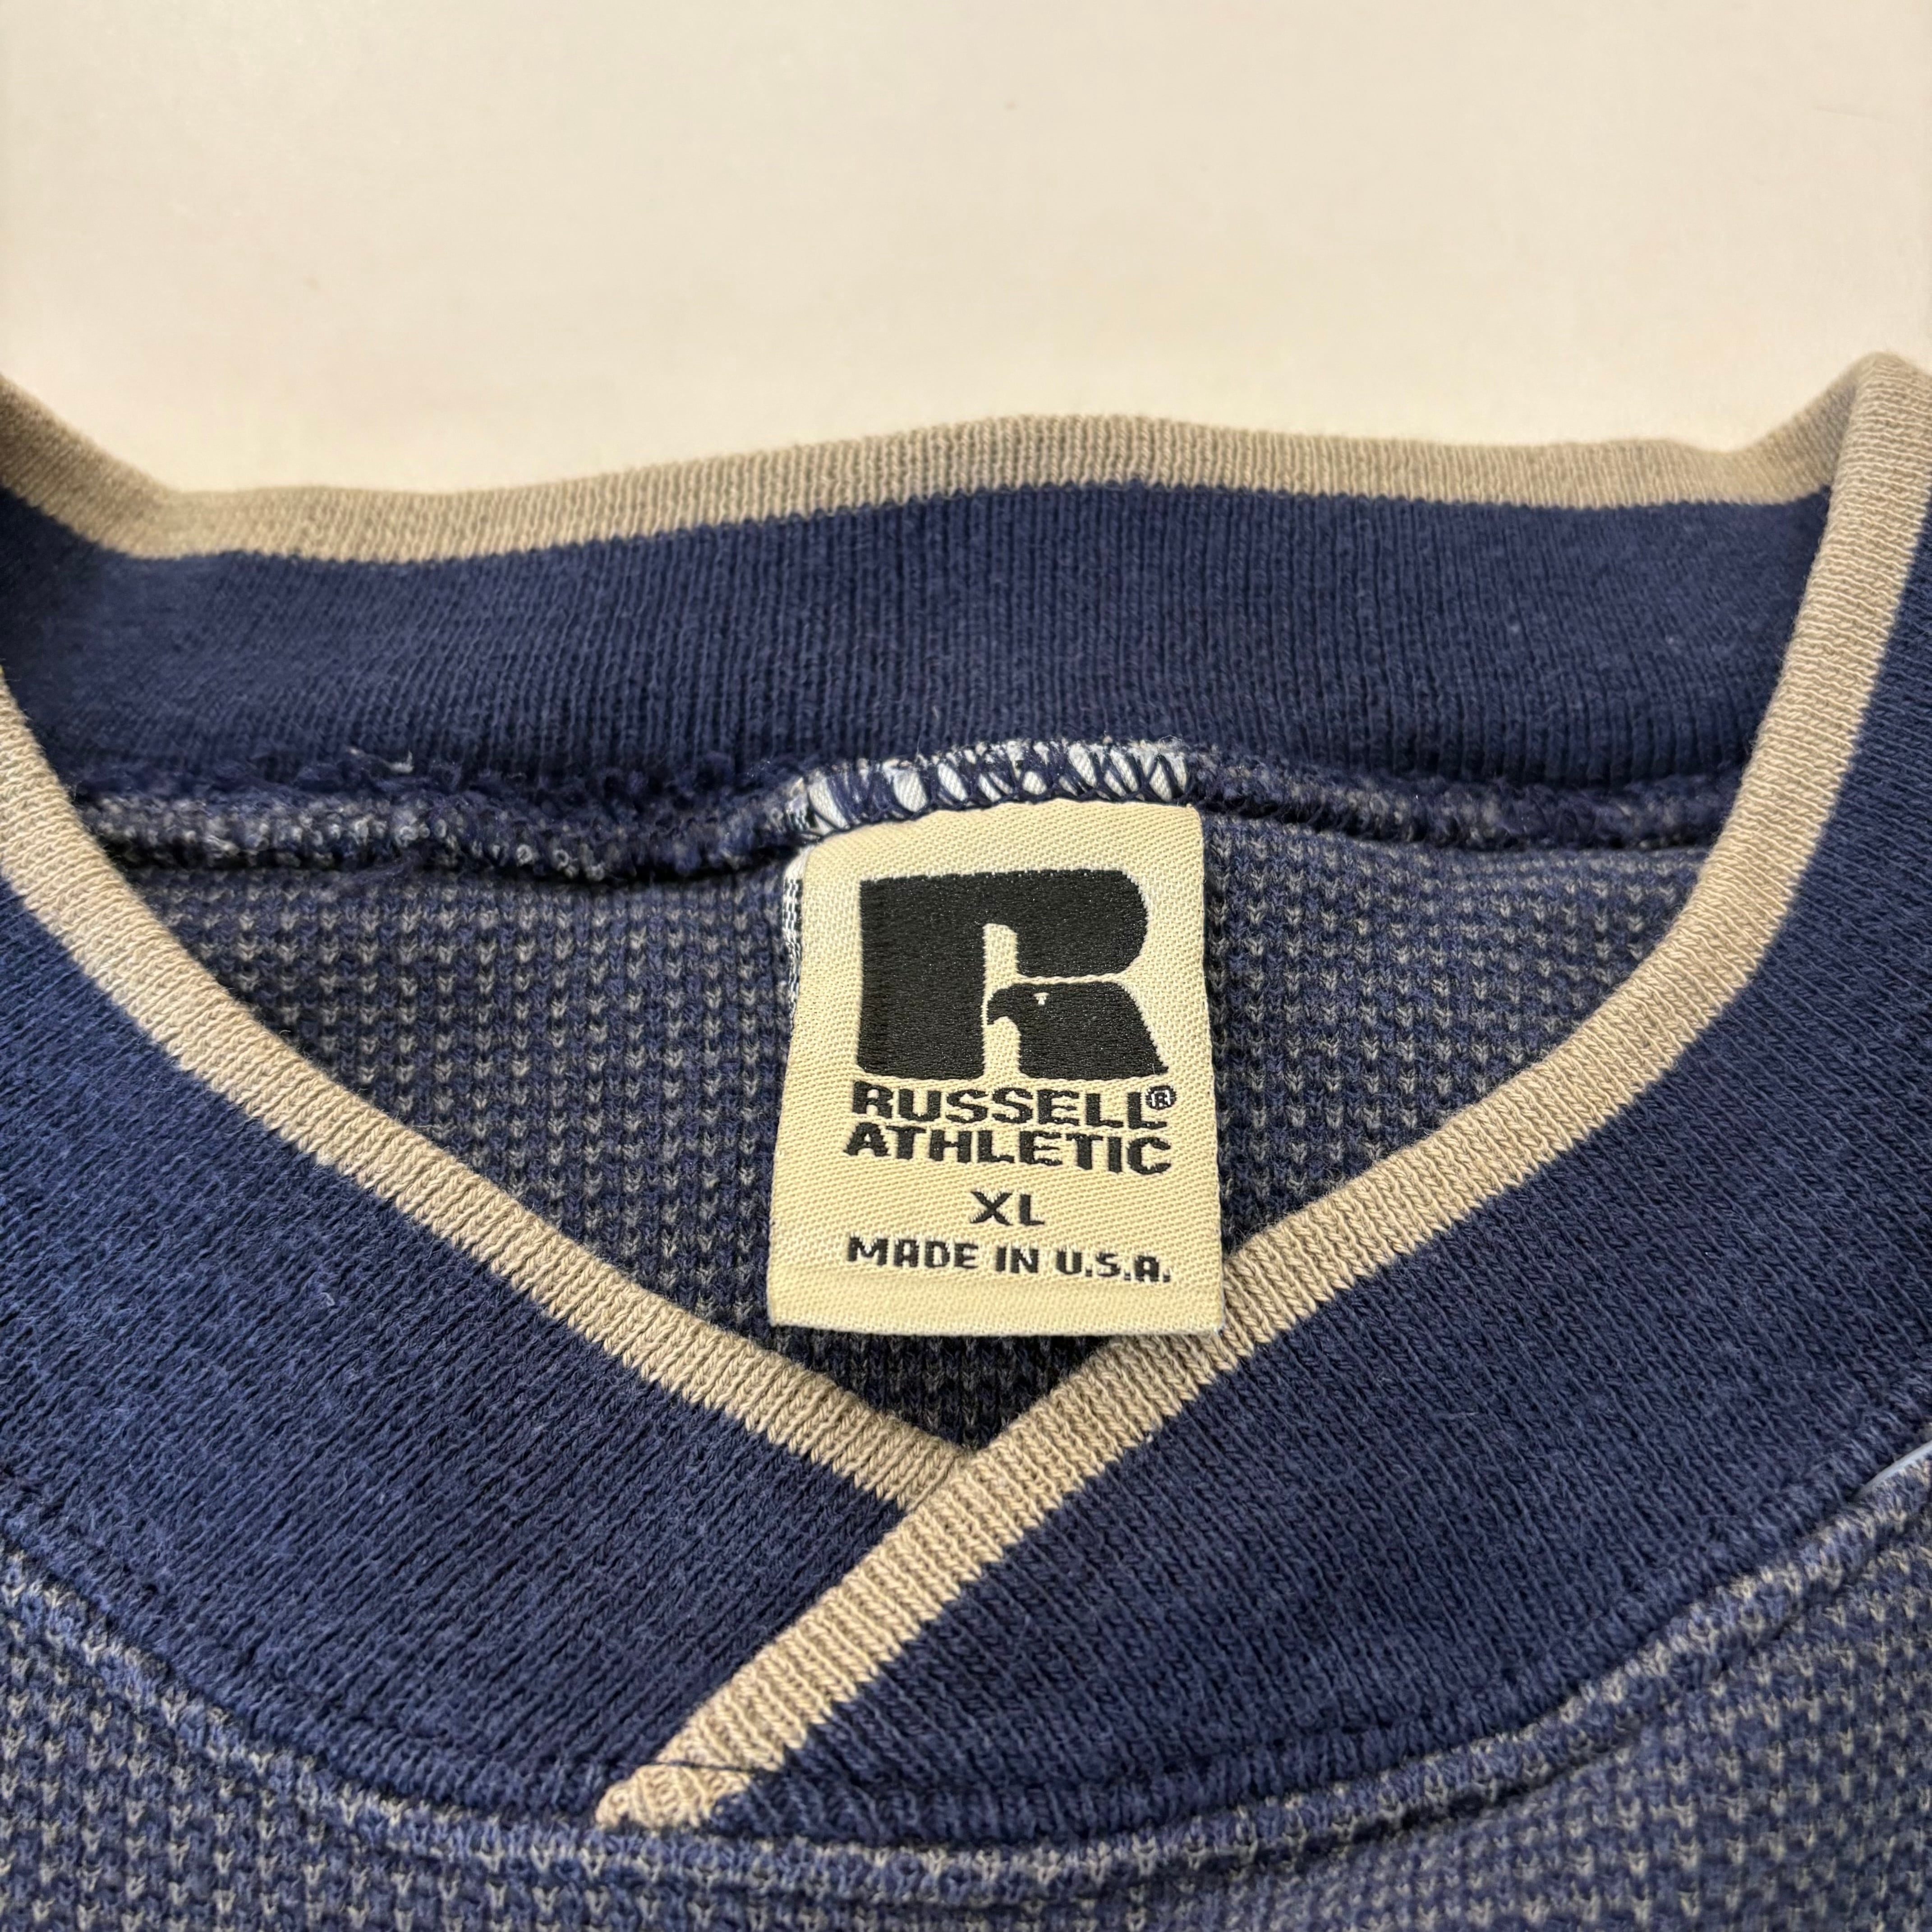 RUSSELL®
ATHLETIC
XL
MADE IN U.S.A.